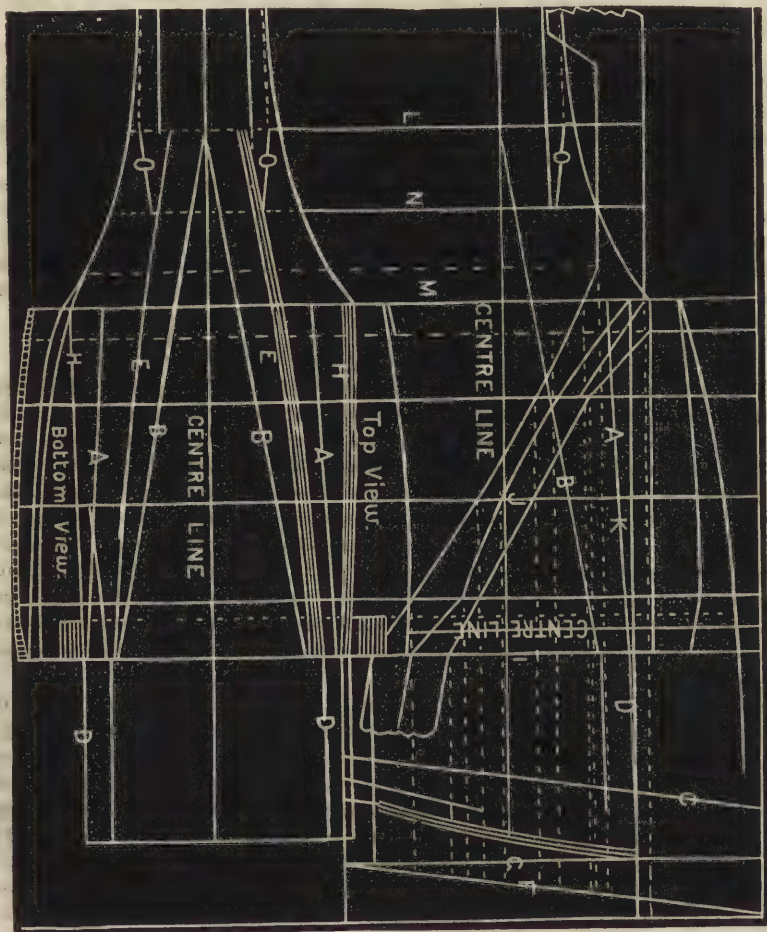 L
O
O
O
N
M
CENTRE LINE
H
E
E
H
A
B
B
A
Top View.
A
Bottom View.
CENTRE LINE
B
J
K
CENTRE LINE
D
D
D
C
G
F